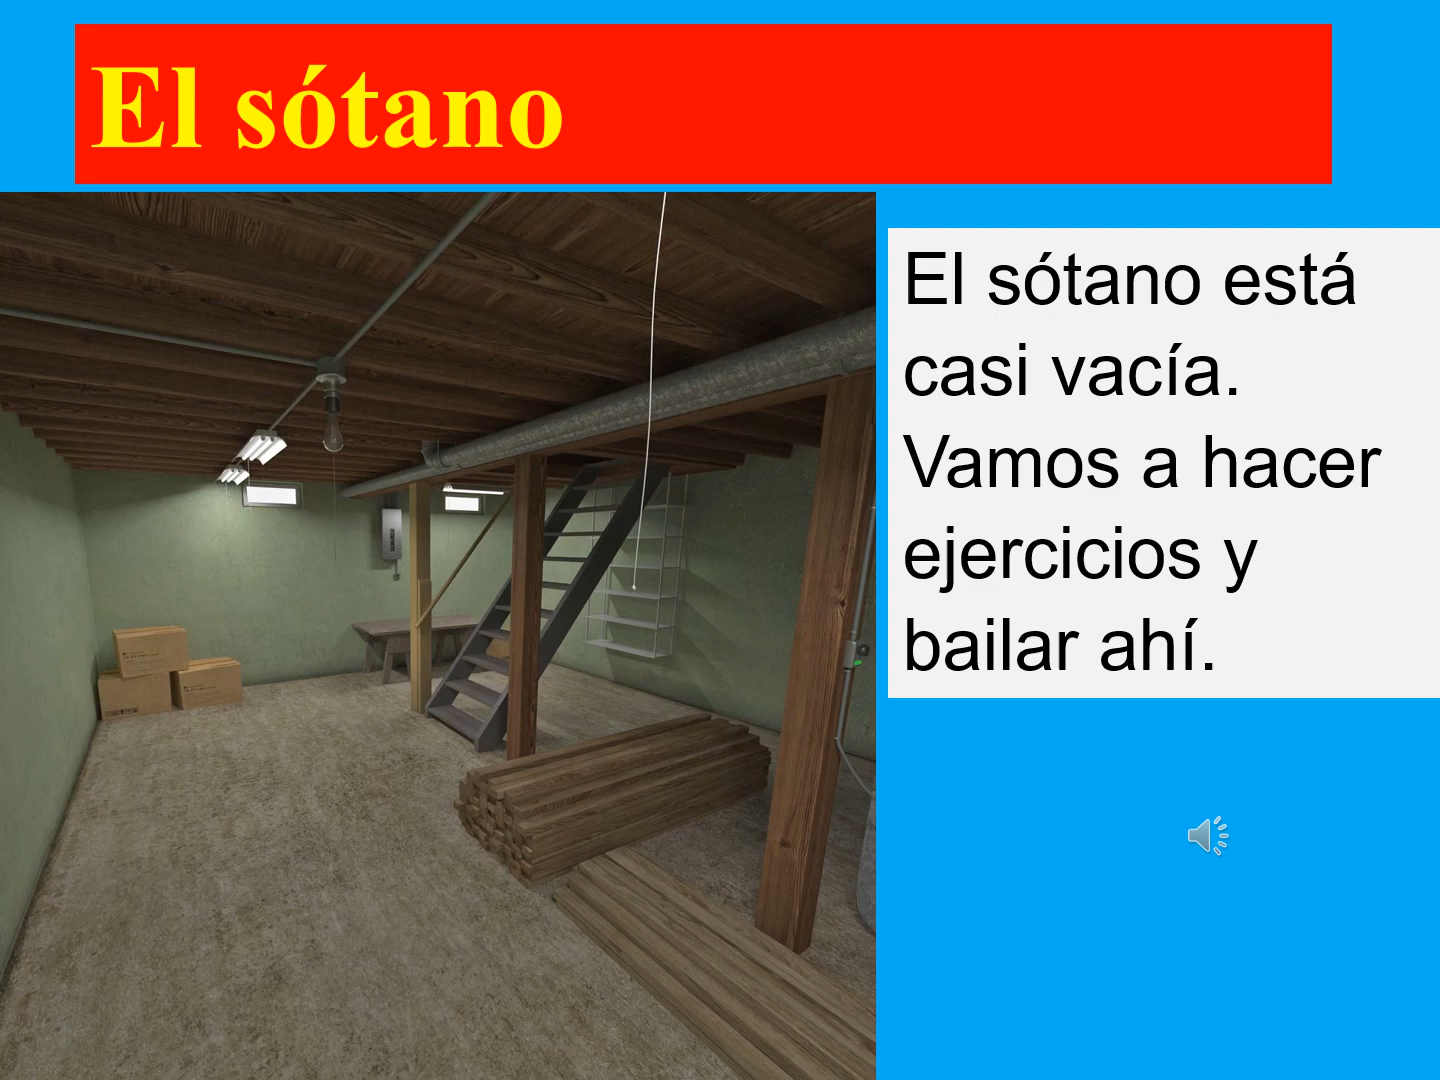 El sótano
El sótano está
casi vacía.
Vamos a hacer
ejercicios y
bailar ahí.